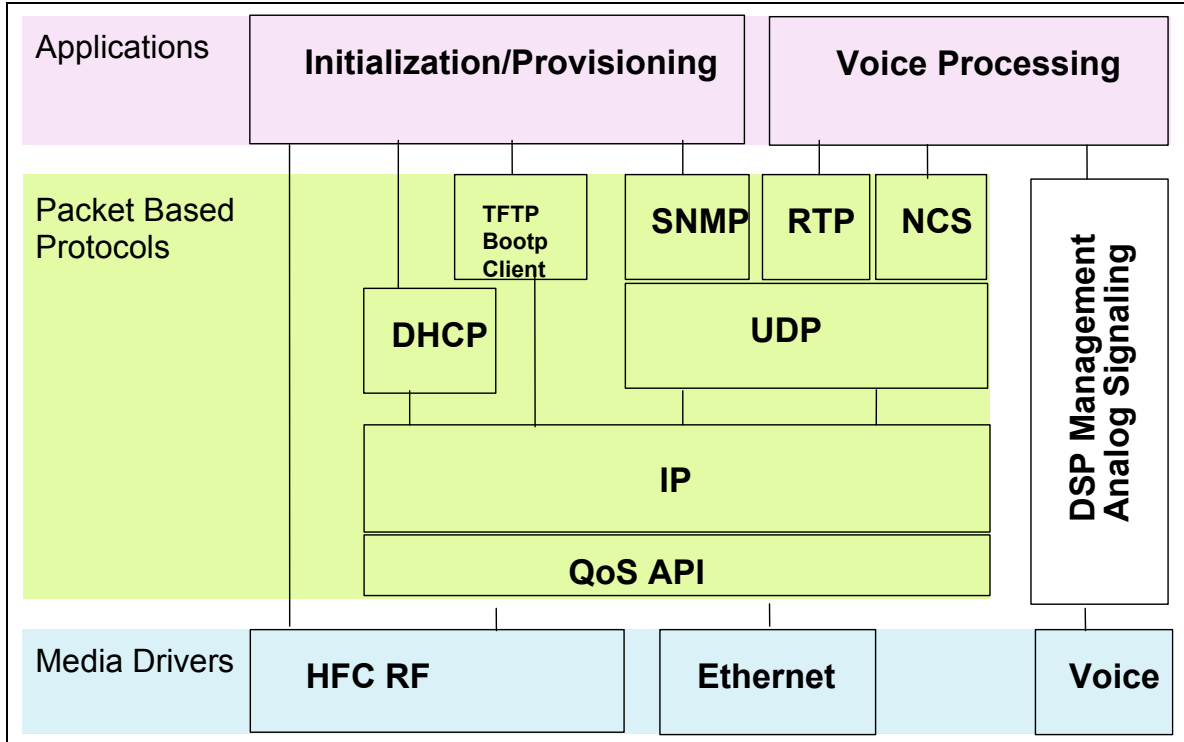 Applications
Initialization/Provisioning
Voice Processing
Packet Based
Protocols
TFTP
Bootp
Client
SNMP
RTP
NCS
DHCP
UDP
IP
QoS API
DSP Management
Analog Signaling
Media Drivers
HFC RF
Ethernet
Voice